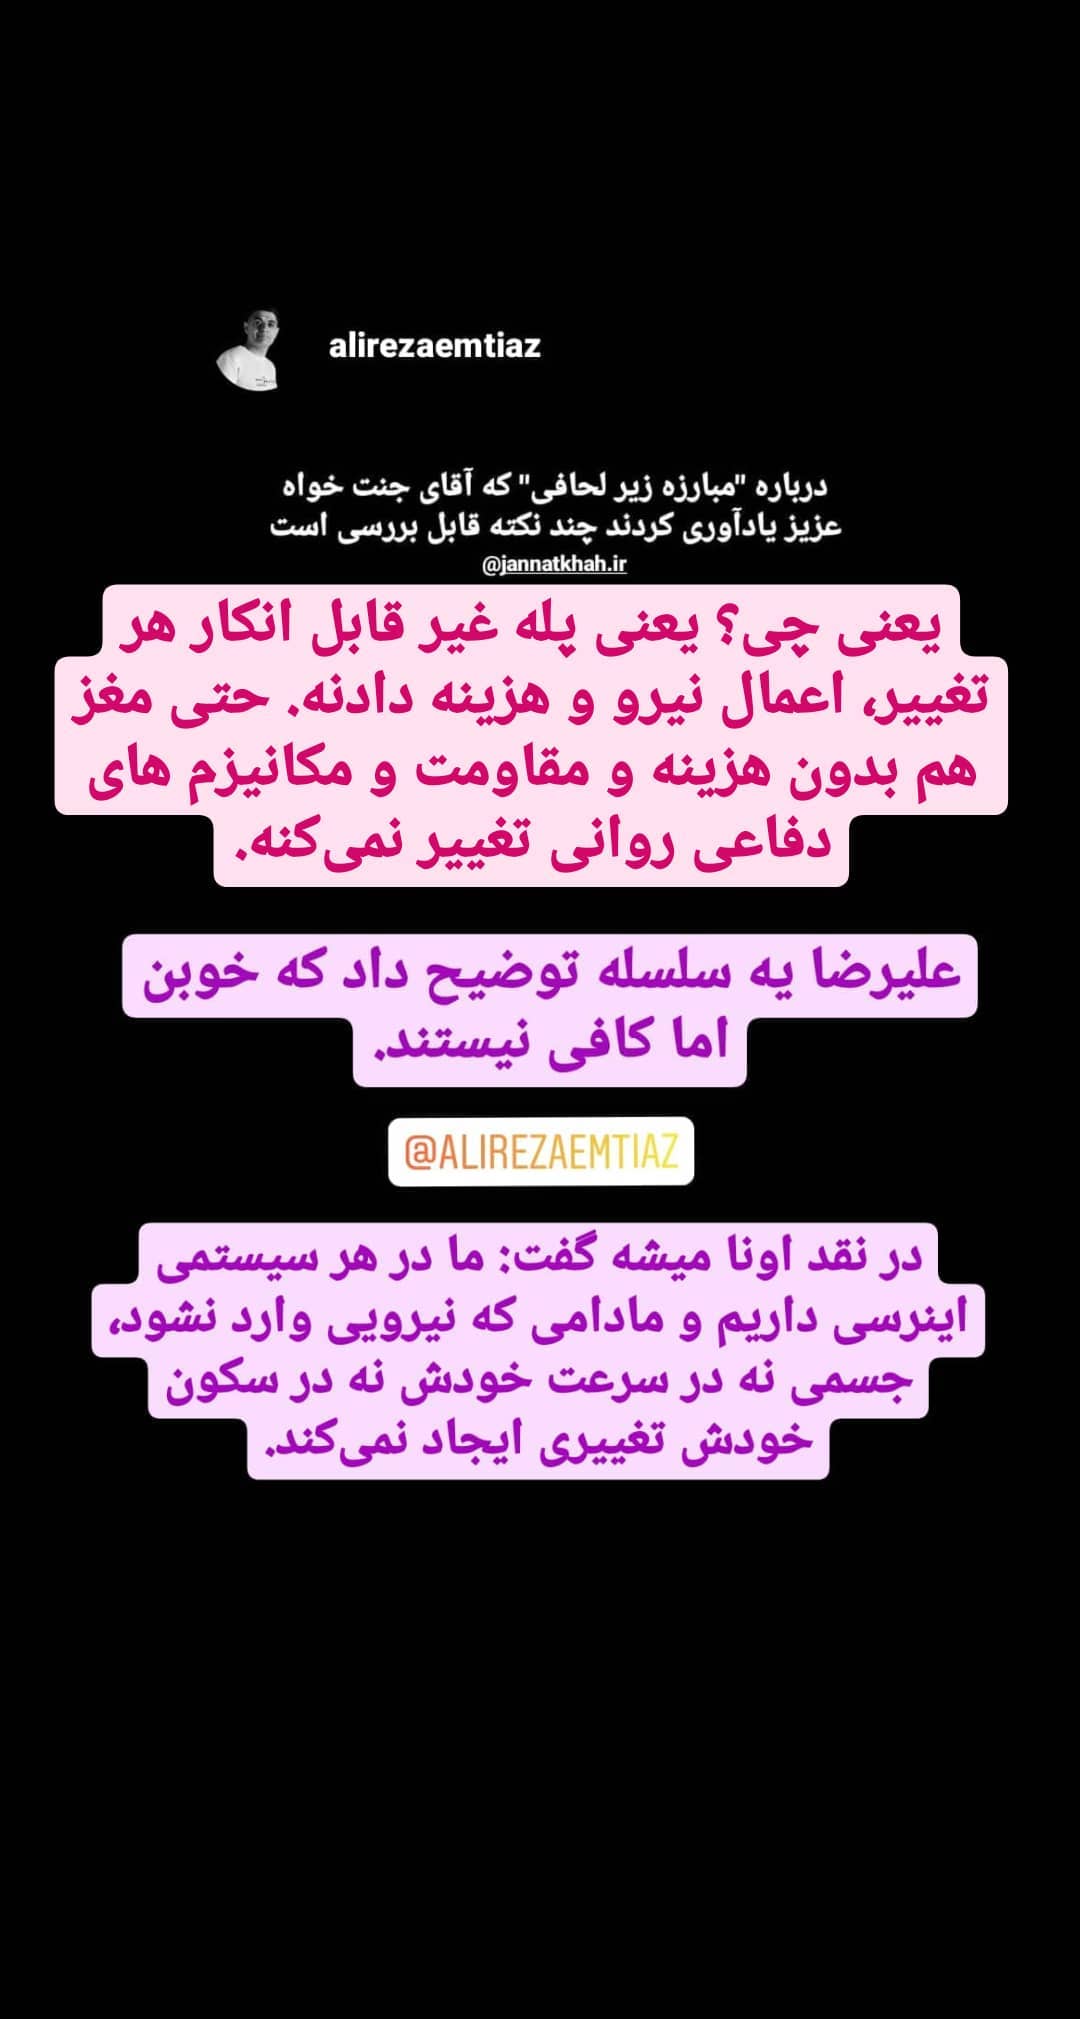 alirezaemtiaz
درباره "مبارزه زیر لحافی" که آقای جنت خواه
عزیز یادآوری کردند چند نکته قابل بررسی است
@jannatkhah.ir
یعنی چی؟ یعنی پله غیر قابل انکار هر
تغییر، اعمال نیرو و هزینه دادنه. حتی مغز
هم بدون هزینه و مقاومت و مکانیزم های
دفاعی روانی تغییر نمی‌کنه.
علیرضا یه سلسله توضیح داد که خوبن
اما کافی نیستند.
@ALIREZAEMTIAZ
در نقد اونا میشه گفت: ما در هر سیستمی
اینرسی داریم و مادامی که نیرویی وارد نشود،
جسمی نه در سرعت خودش نه در سکون
خودش تغییری ایجاد نمی‌کند.